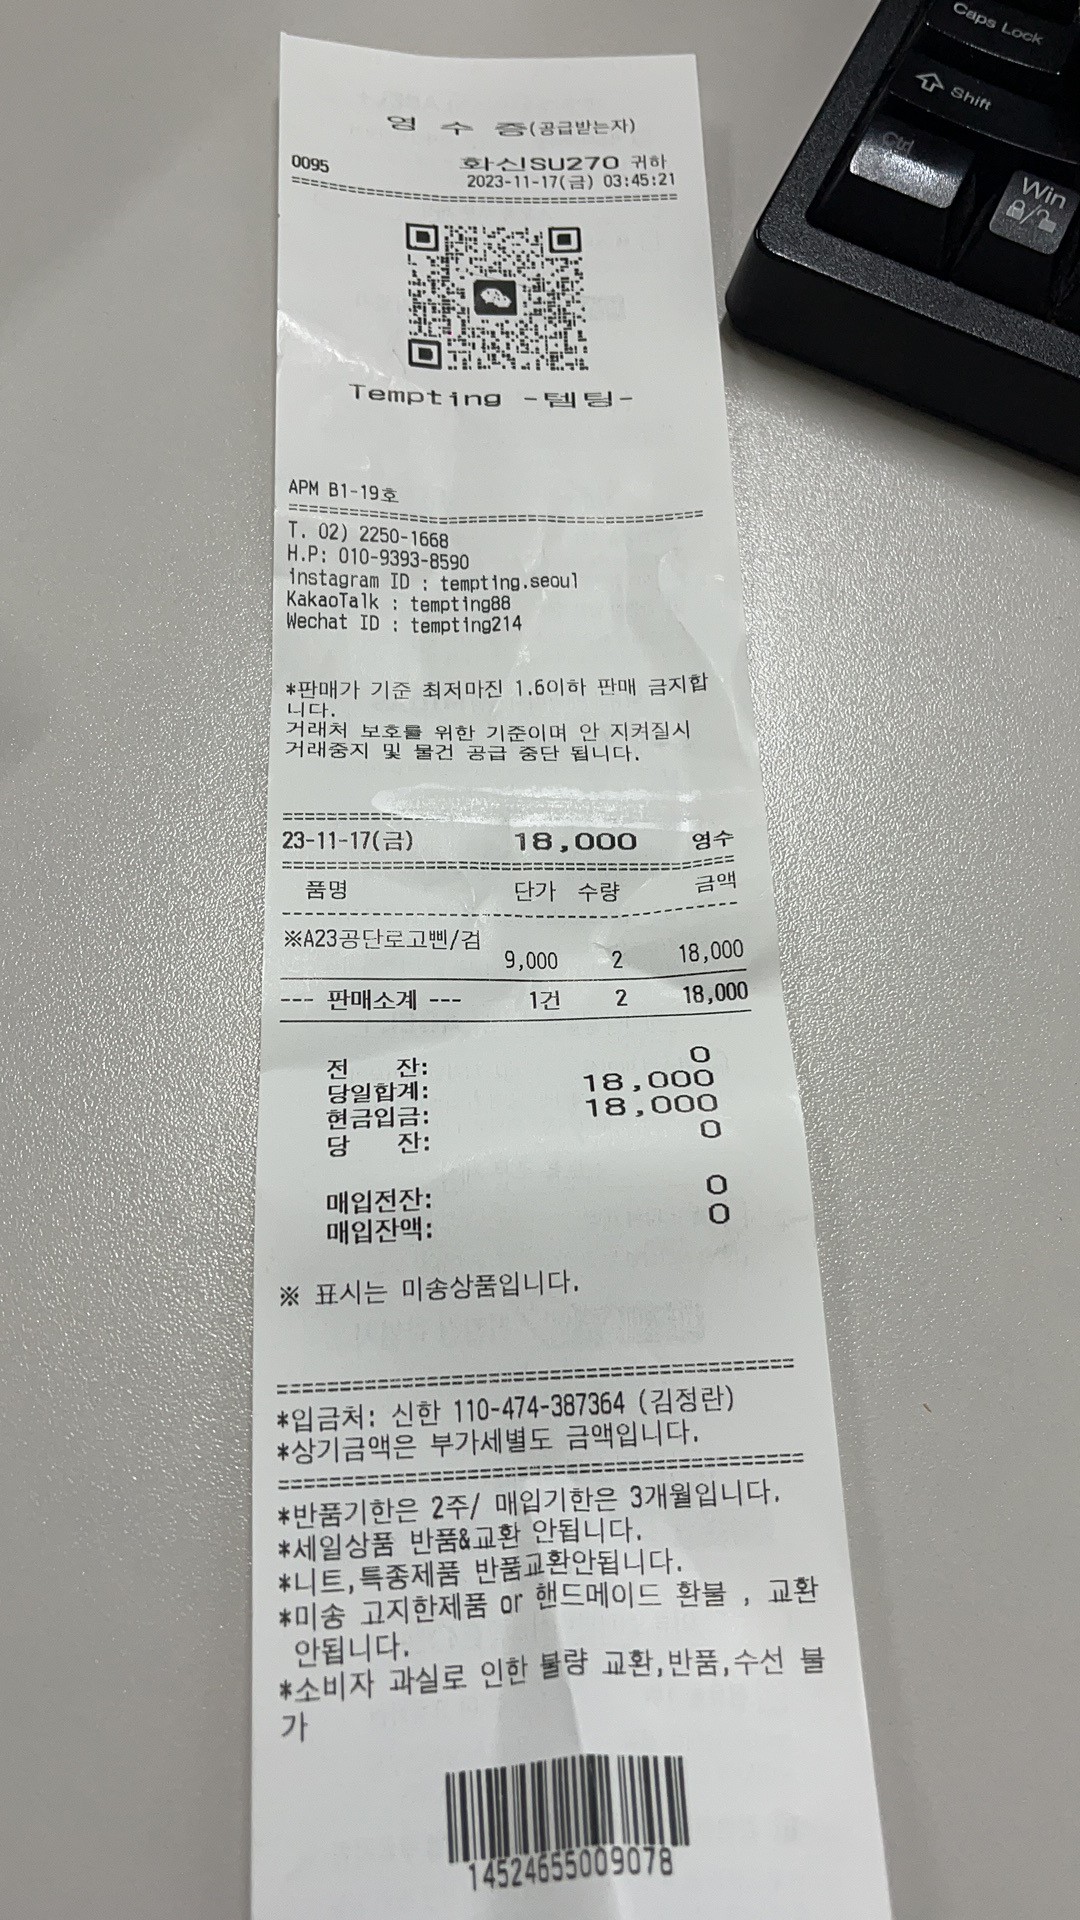 영 수 증(공급받는자)
0095 화신SU270 귀하
2023-11-17(금) 03:45:21
Tempting -템팅-
APM B1-19호
T. 02) 2250-1668
H.P: 010-9393-8590
instagram ID : tempting.seoul
KakaoTalk : tempting88
Wechat ID : tempting214
*판매가 기준 최저마진 1.6이하 판매 금지합
니다.
거래처 보호를 위한 기준이며 안 지켜질시
거래중지 및 물건 공급 중단 됩니다.
23-11-17(금) 18,000 영수
품명 단가 수량 금액
※A23공단로고삔/검
9,000 2 18,000
--- 판매소계 --- 1건 2 18,000
전 잔: 0
당일합계: 18,000
현금입금: 18,000
당 잔: 0
매입전잔: 0
매입잔액: 0
※ 표시는 미송상품입니다.
*입금처: 신한 110-474-387364 (김정란)
*상기금액은 부가세별도 금액입니다.
*반품기한은 2주/ 매입기한은 3개월입니다.
*세일상품 반품&교환 안됩니다.
*니트,특종제품 반품교환안됩니다.
*미송 고지한제품 or 핸드메이드 환불 , 교환
안됩니다.
*소비자 과실로 인한 불량 교환,반품,수선 불
가
14524655009078
Caps Lock
Shift
Ctrl
Win